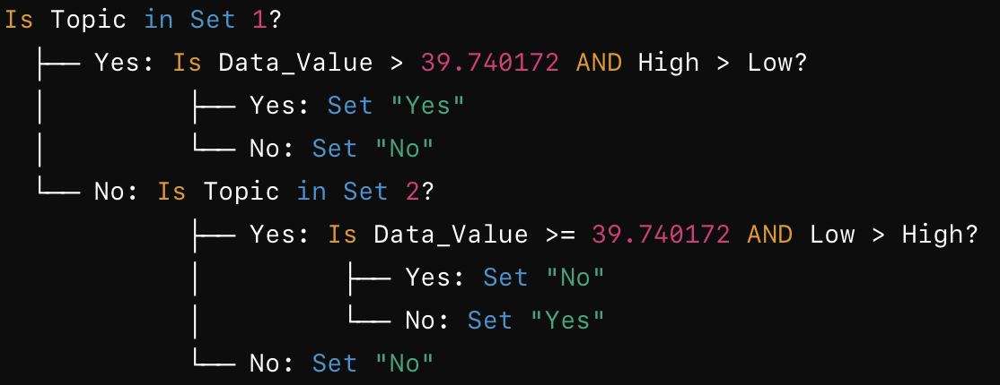 Is Topic in Set 1?
├── Yes: Is Data_Value > 39.740172 AND High > Low?
│         ├── Yes: Set "Yes"
│         └── No: Set "No"
└── No: Is Topic in Set 2?
          ├── Yes: Is Data_Value >= 39.740172 AND Low > High?
          │         ├── Yes: Set "No"
          │         └── No: Set "Yes"
          └── No: Set "No"